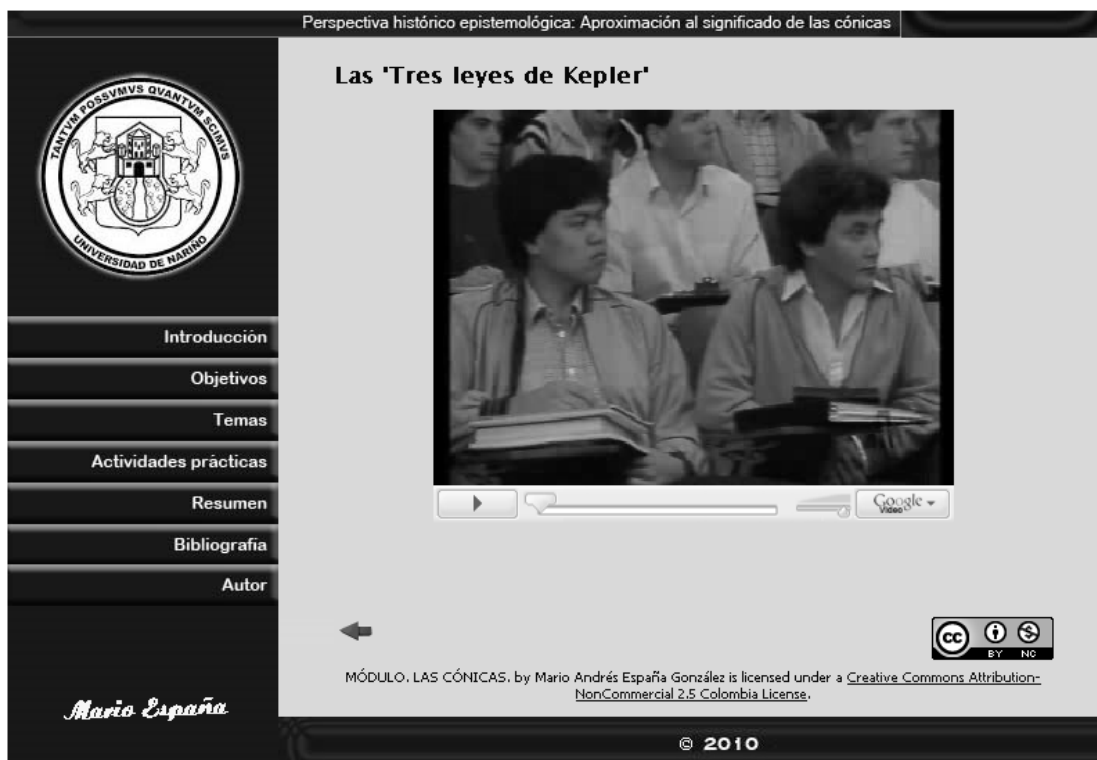 Perspectiva histórico epistemológica: Aproximación al significado de las cónicas
TANTVM POSSVMVS QVANTVM SCIMVS
UNIVERSIDAD DE NARIÑO
Introducción
Objetivos
Temas
Actividades prácticas
Resumen
Bibliografía
Autor
Mario España
Las 'Tres leyes de Kepler'
Google
Video
cc
BY NC
MÓDULO. LAS CÓNICAS. by Mario Andrés España González is licensed under a Creative Commons Attribution-
NonCommercial 2.5 Colombia License.
© 2010